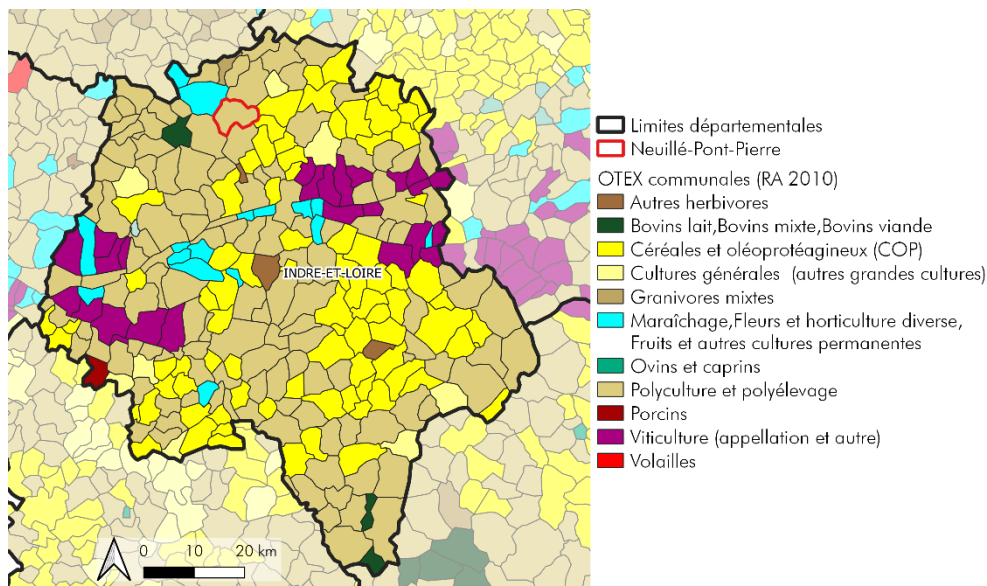 Limites départementales
Neuillé-Pont-Pierre
OTEX communales (RA 2010)
Autres herbivores
Bovins lait,Bovins mixte,Bovins viande
Céréales et oléoprotéagineux (COP)
Cultures générales (autres grandes cultures)
Granivores mixtes
Maraîchage,Fleurs et horticulture diverse,
Fruits et autres cultures permanentes
Ovins et caprins
Polyculture et polyélevage
Porcins
Viticulture (appellation et autre)
Volailles
INDRE-ET-LOIRE
0 10 20 km